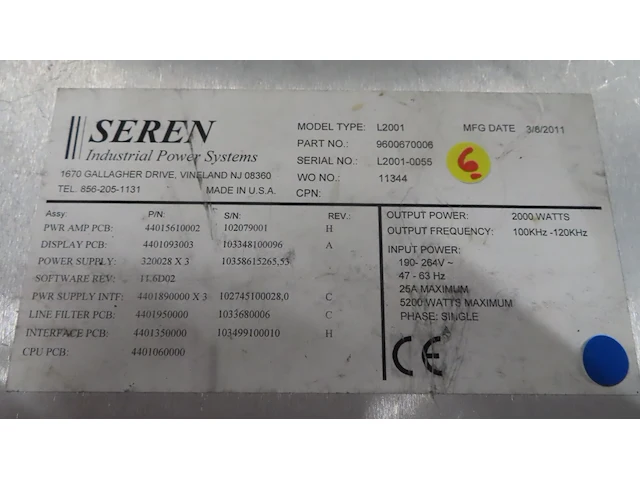 SEREN
Industrial Power Systems
1670 GALLAGHER DRIVE, VINELAND NJ 08360
TEL. 856-205-1131 MADE IN U.S.A.
MODEL TYPE: L2001 MFG DATE 3/8/2011
PART NO.: 9600670006
SERIAL NO.: L2001-0055
WO NO.: 11344
CPN:
6
Assy: P/N: S/N: REV.:
PWR AMP PCB: 44015610002 102079001 H
DISPLAY PCB: 4401093003 103348100096 A
POWER SUPPLY: 320028 X 3 10358615265,53
SOFTWARE REV: 11.6D02
PWR SUPPLY INTF: 4401890000 X 3 102745100028,0 C
LINE FILTER PCB: 4401950000 1033680006 C
INTERFACE PCB: 4401350000 103499100010 H
CPU PCB: 4401060000
OUTPUT POWER: 2000 WATTS
OUTPUT FREQUENCY: 100KHz -120KHz
INPUT POWER:
190- 264V ~
47 - 63 Hz
25A MAXIMUM
5200 WATTS MAXIMUM
PHASE: SINGLE
CE